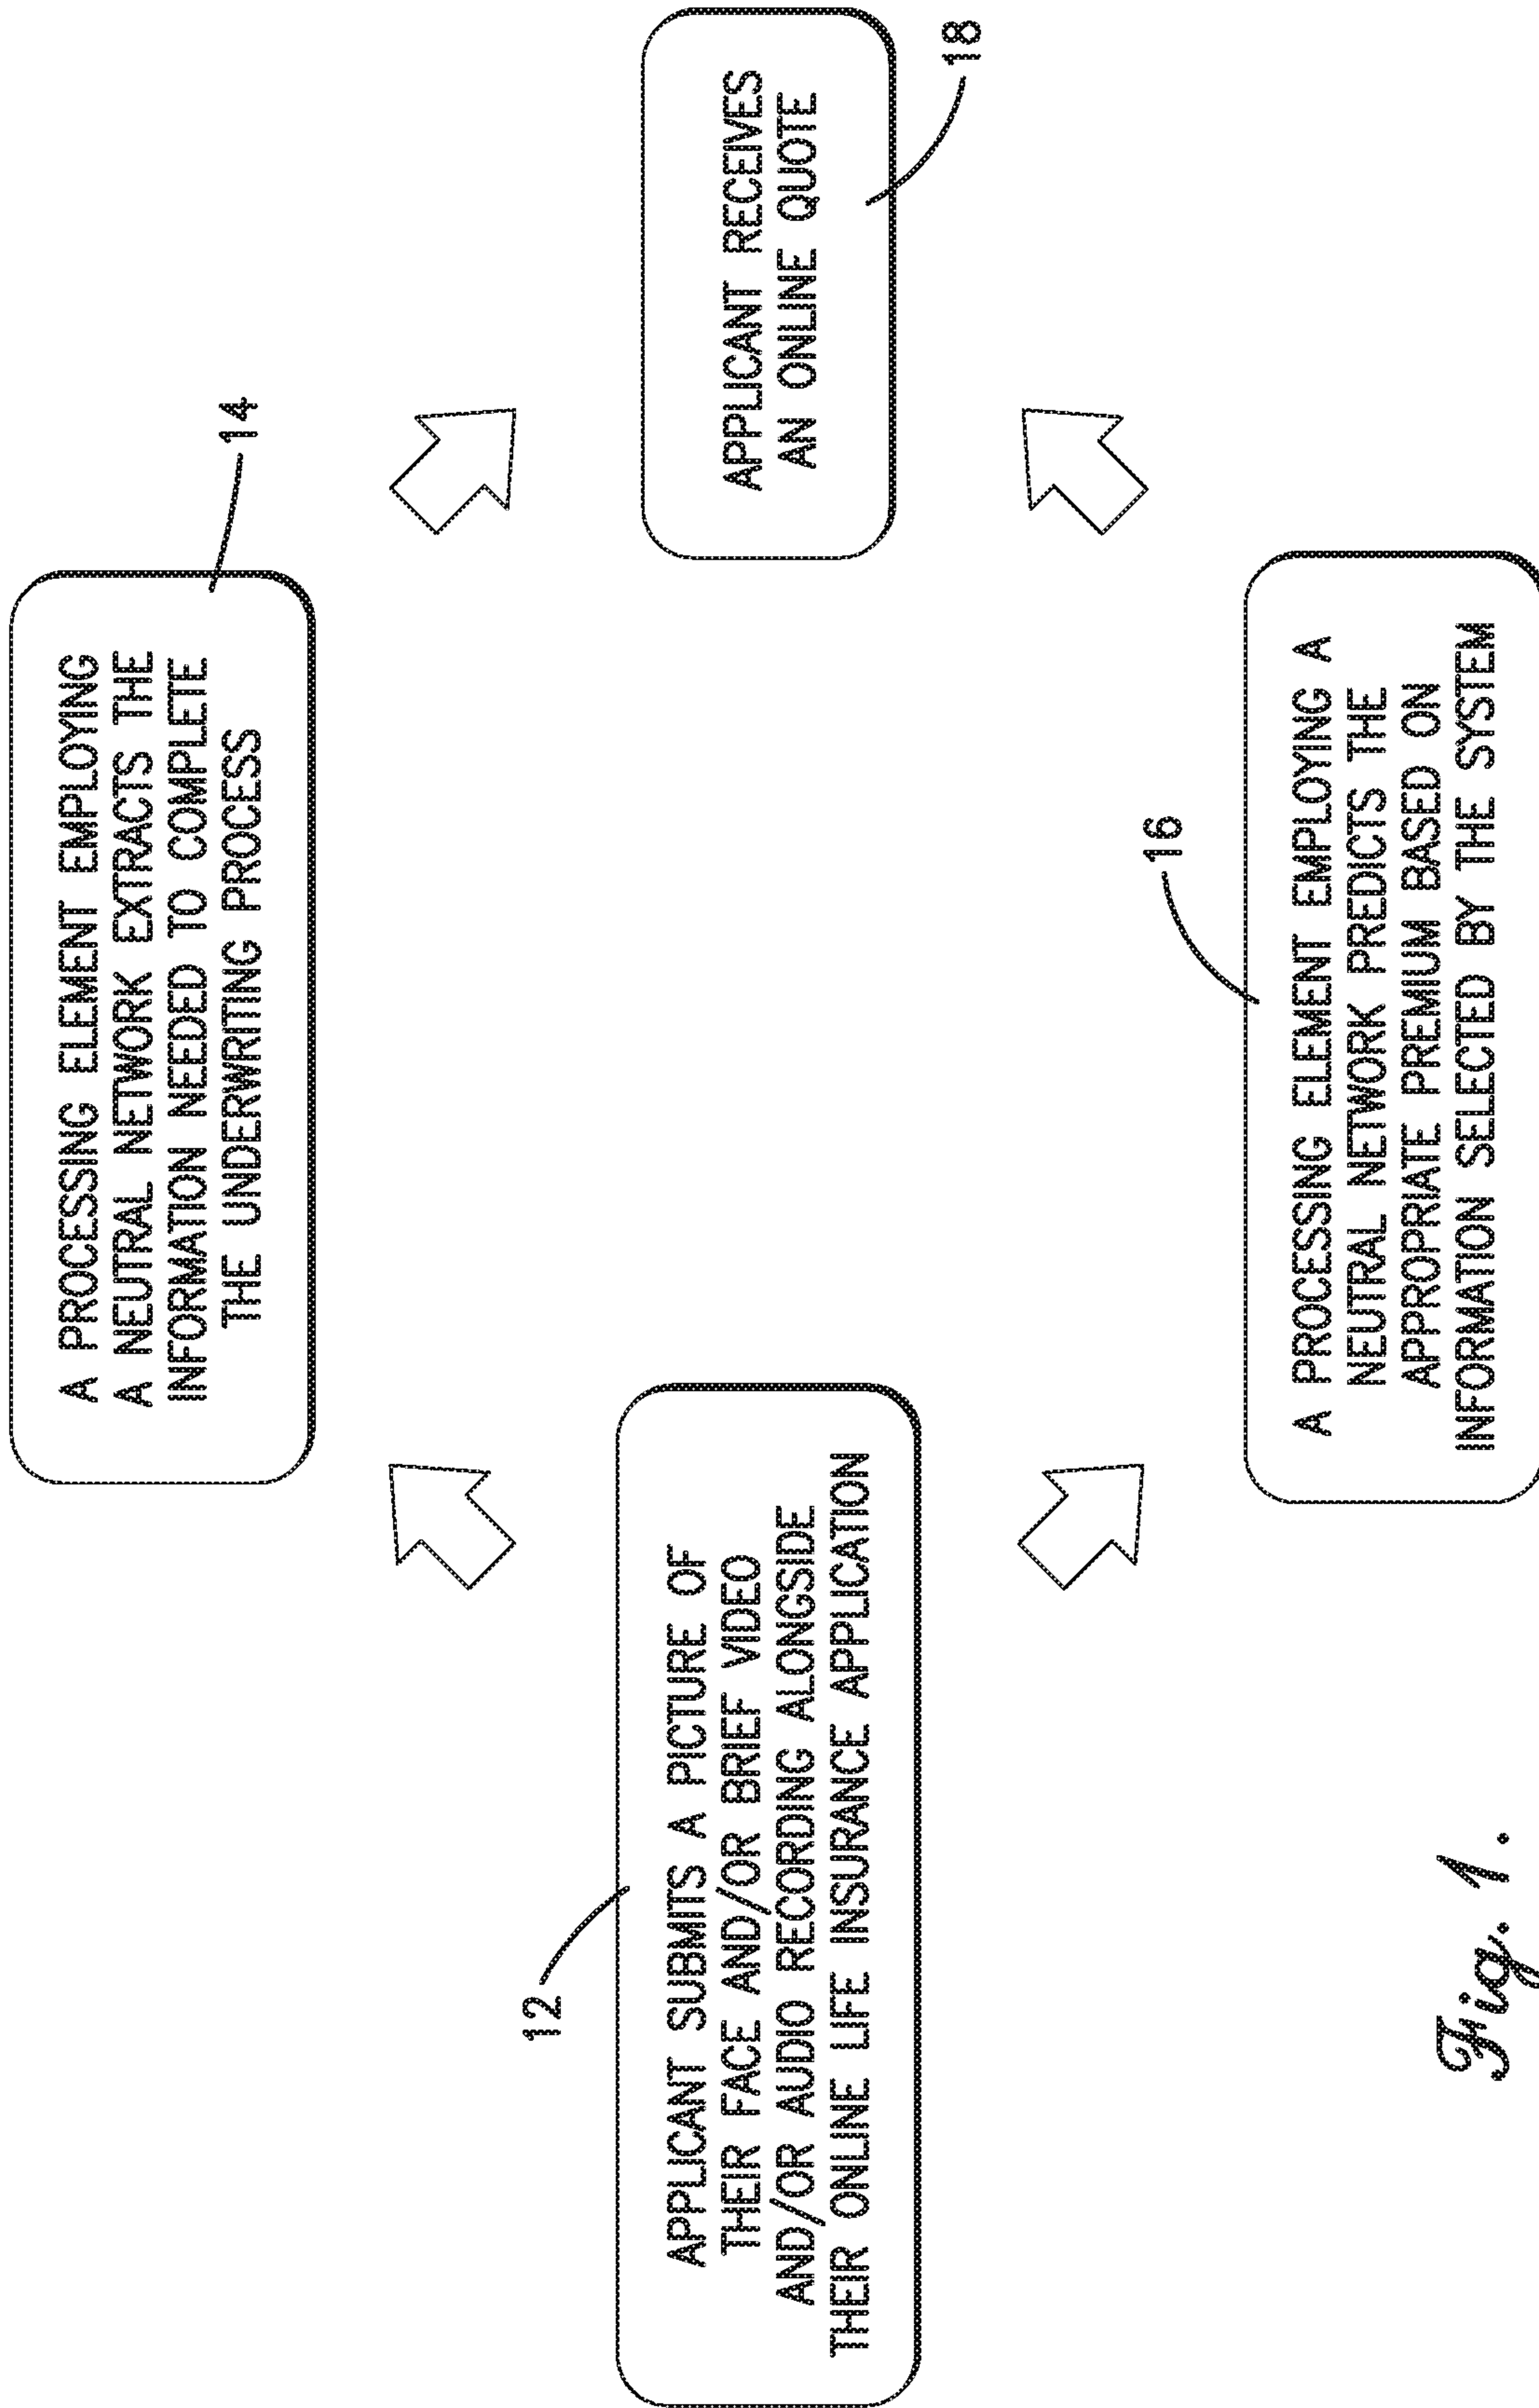 A PROCESSING ELEMENT EMPLOYING
A NEUTRAL NETWORK EXTRACTS THE
INFORMATION NEEDED TO COMPLETE
THE UNDERWRITING PROCESS
14
12
APPLICANT SUBMITS A PICTURE OF
THEIR FACE AND/OR BRIEF VIDEO
AND/OR AUDIO RECORDING ALONGSIDE
THEIR ONLINE LIFE INSURANCE APPLICATION
APPLICANT RECEIVES
AN ONLINE QUOTE
18
16
A PROCESSING ELEMENT EMPLOYING A
NEUTRAL NETWORK PREDICTS THE
APPROPRIATE PREMIUM BASED ON
INFORMATION SELECTED BY THE SYSTEM
Fig. 1.